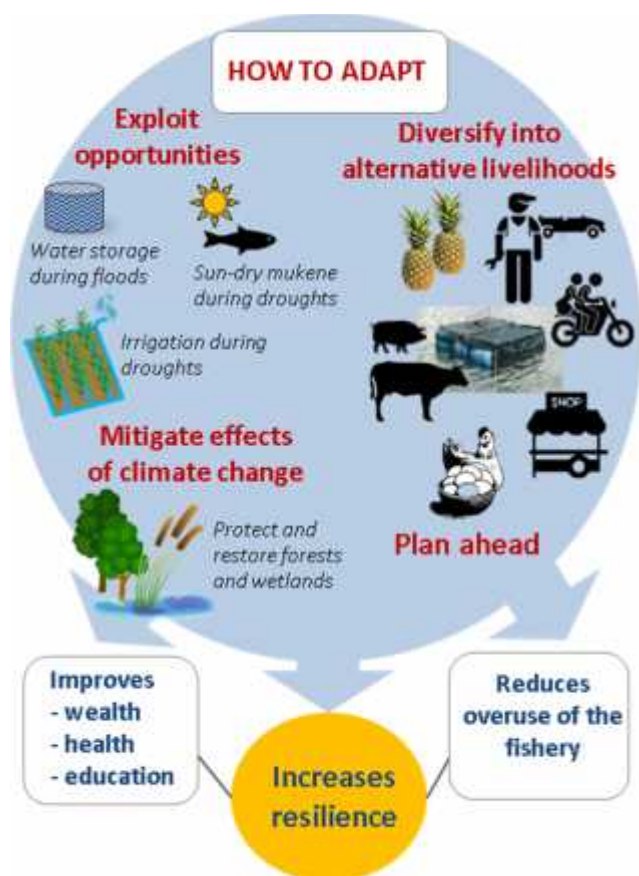 HOW TO ADAPT
Exploit
opportunities
Water storage
during floods
Sun-dry mukene
during droughts
Irrigation during
droughts
Mitigate effects
of climate change
Protect and
restore forests
and wetlands
Diversify into
alternative livelihoods
SHOP
Plan ahead
Improves
- wealth
- health
- education
Increases
resilience
Reduces
overuse of the
fishery